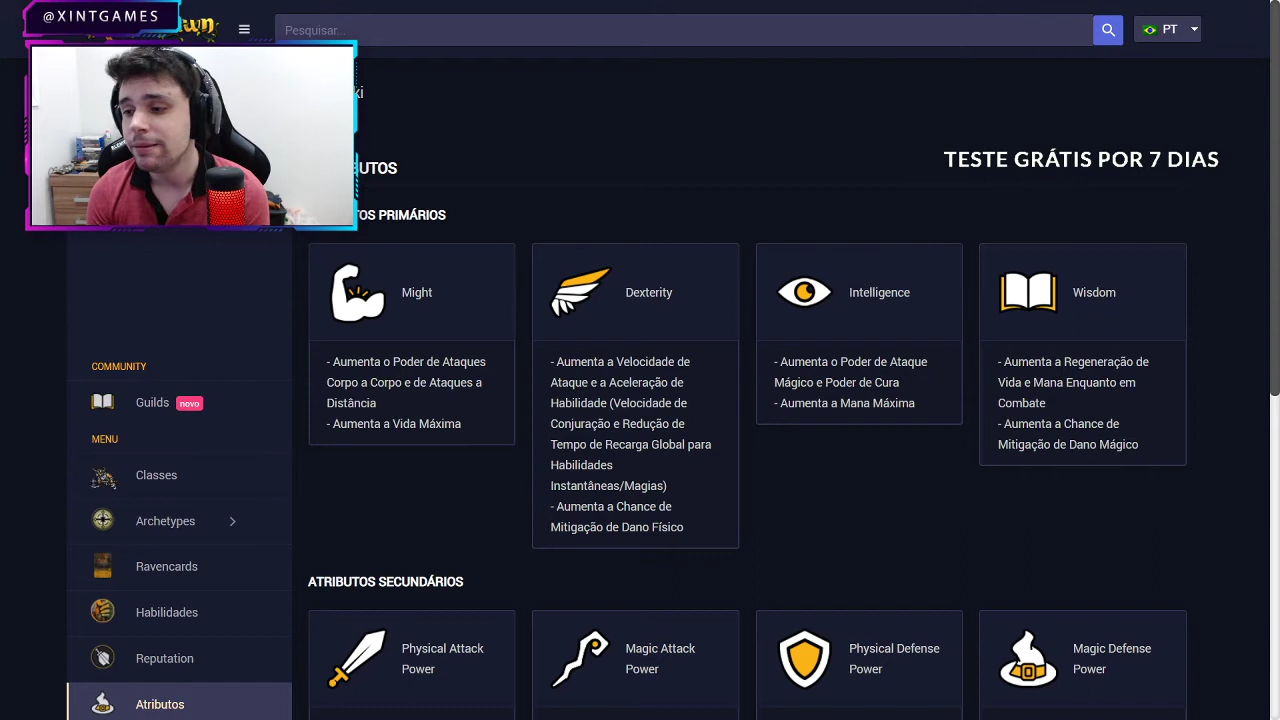 @XINTGAMES
Pesquisar...
PT
ki
TESTE GRÁTIS POR 7 DIAS
BUTOS
TOS PRIMÁRIOS
Might
Dexterity
Intelligence
Wisdom
- Aumenta o Poder de Ataques
Corpo a Corpo e de Ataques a
Distância
- Aumenta a Vida Máxima
- Aumenta a Velocidade de
Ataque e a Aceleração de
Habilidade (Velocidade de
Conjuração e Redução de
Tempo de Recarga Global para
Habilidades
Instantâneas/Magias)
- Aumenta a Chance de
Mitigação de Dano Físico
- Aumenta o Poder de Ataque
Mágico e Poder de Cura
- Aumenta a Mana Máxima
- Aumenta a Regeneração de
Vida e Mana Enquanto em
Combate
- Aumenta a Chance de
Mitigação de Dano Mágico
COMMUNITY
Guilds novo
MENU
Classes
Archetypes
Ravencards
Habilidades
Reputation
Atributos
ATRIBUTOS SECUNDÁRIOS
Physical Attack
Power
Magic Attack
Power
Physical Defense
Power
Magic Defense
Power